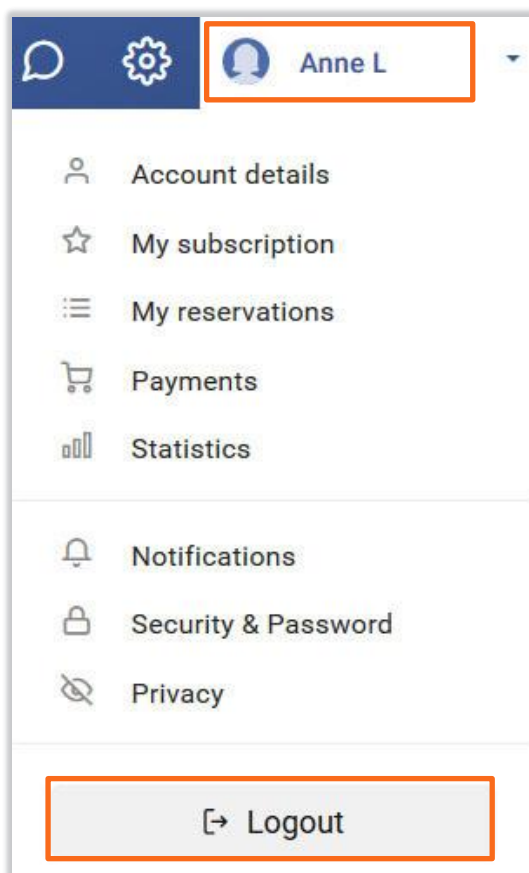 Anne L
Account details
My subscription
My reservations
Payments
Statistics
Notifications
Security & Password
Privacy
Logout